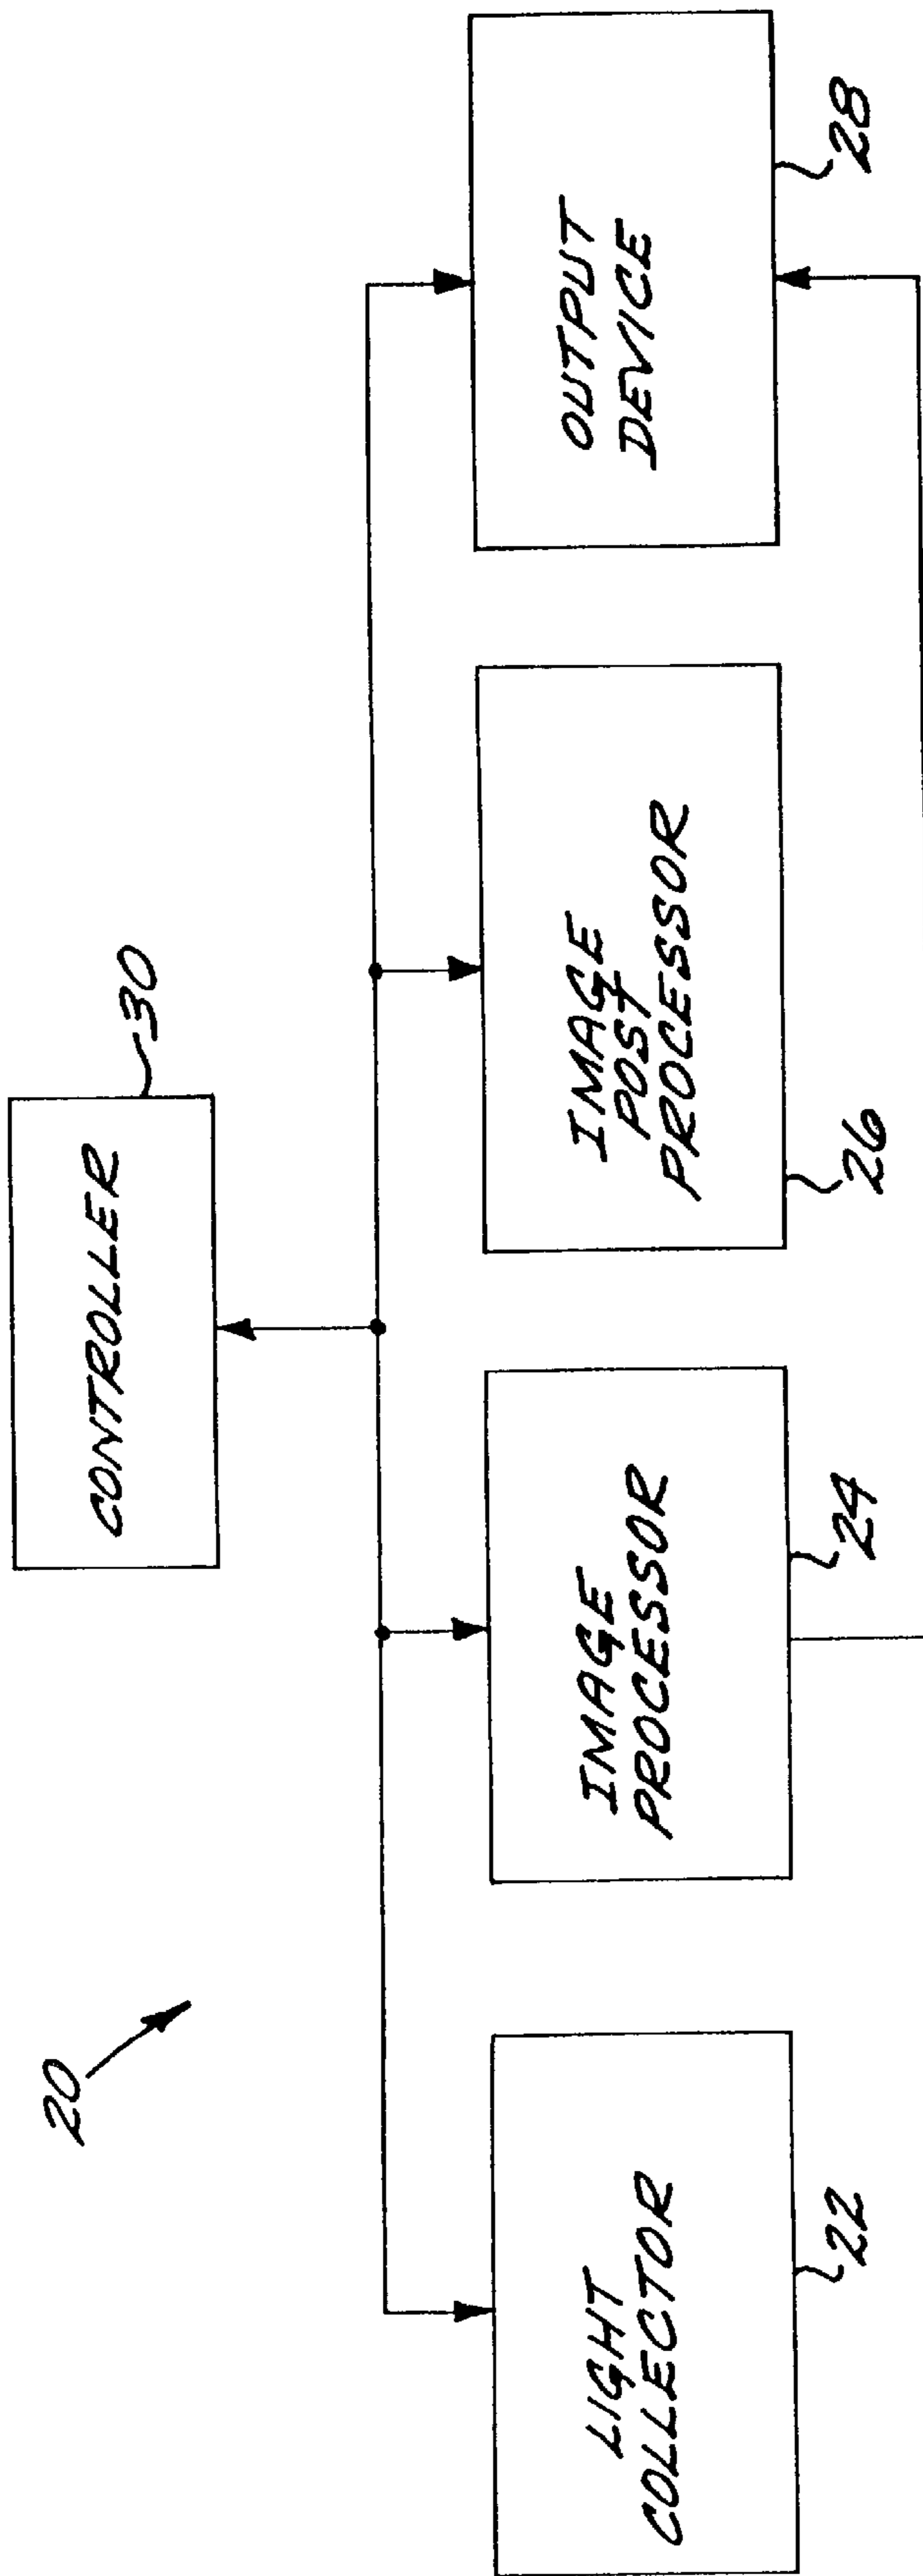 20
CONTROLLER
30
LIGHT
COLLECTOR
22
IMAGE
PROCESSOR
24
IMAGE
POST
PROCESSOR
26
OUTPUT
DEVICE
28